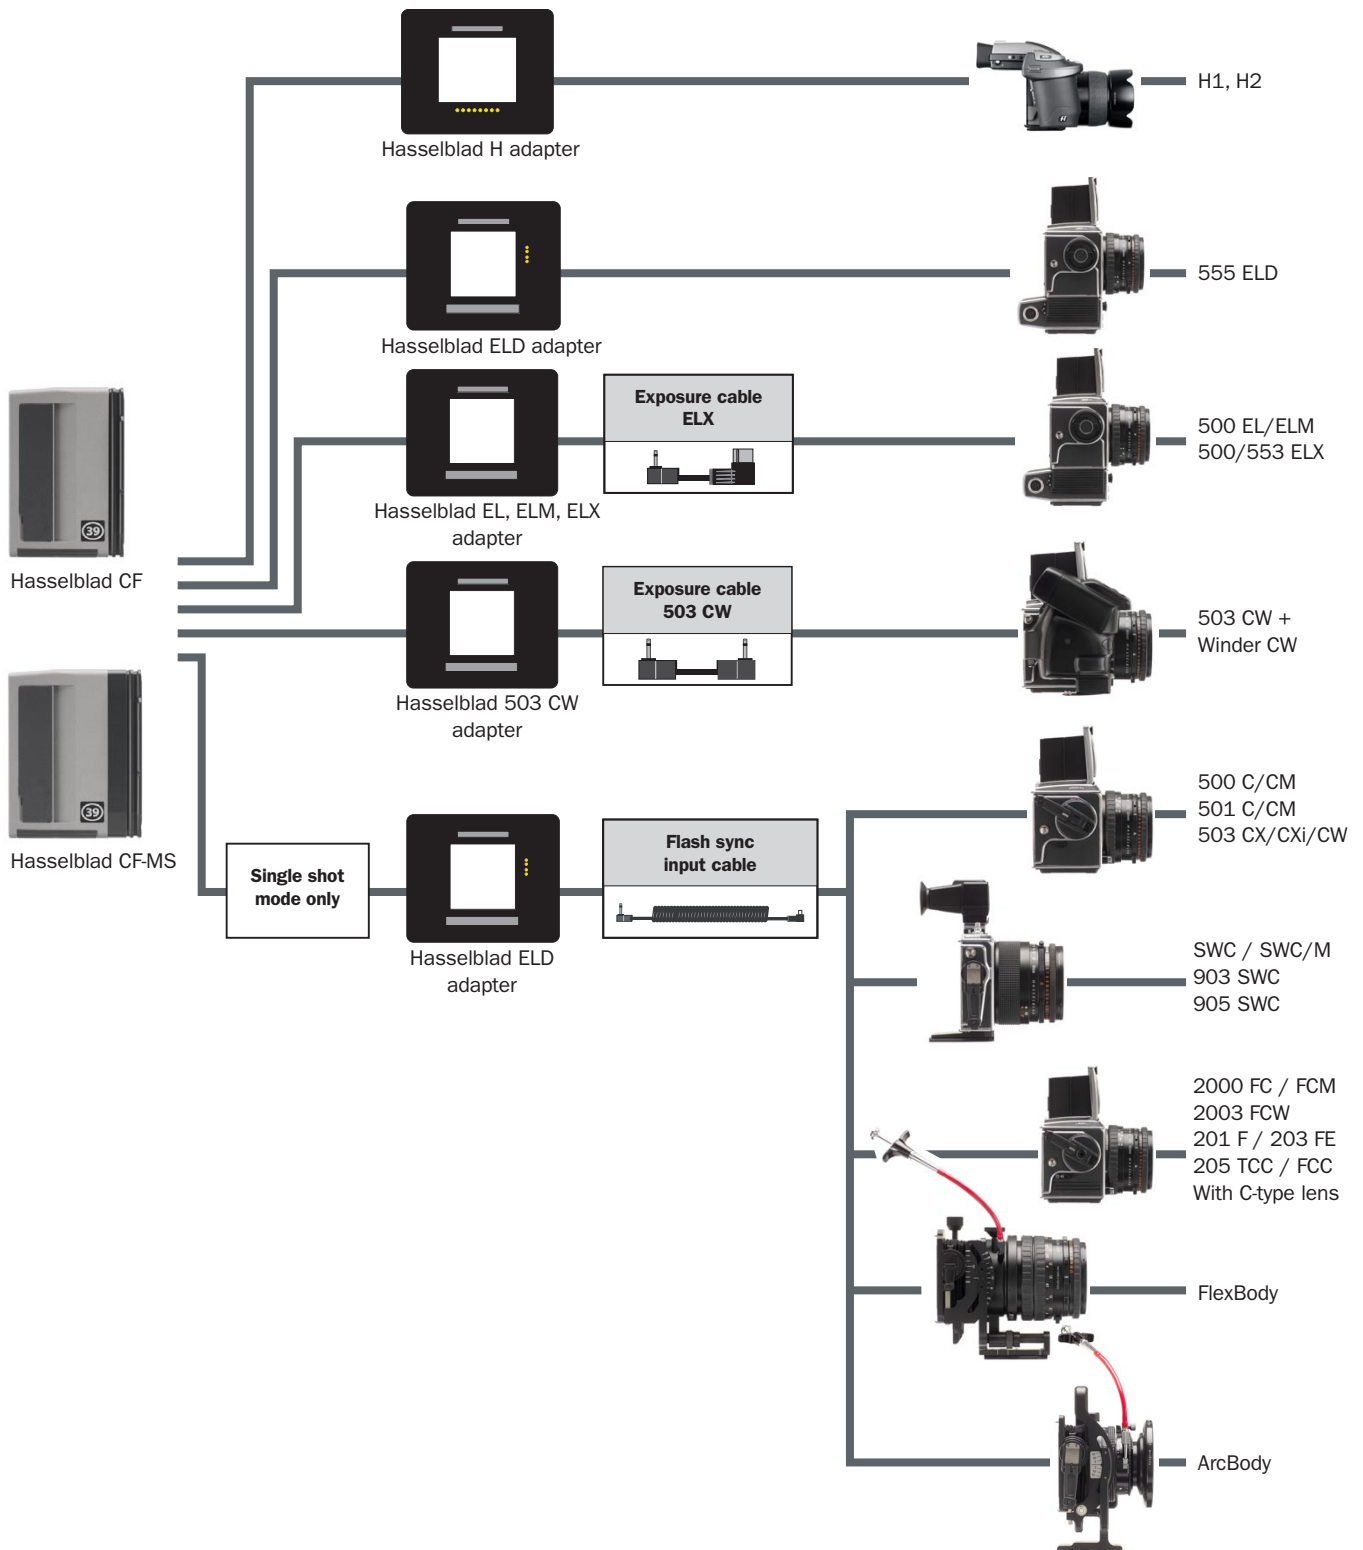 H1, H2
Hasselblad H adapter
555 ELD
Hasselblad ELD adapter
Exposure cable
ELX
500 EL/ELM
500/553 ELX
Hasselblad EL, ELM, ELX
adapter
39
Hasselblad CF
Exposure cable
503 CW
503 CW +
Winder CW
Hasselblad 503 CW
adapter
39
Hasselblad CF-MS
Single shot
mode only
Hasselblad ELD
adapter
Flash sync
input cable
500 C/CM
501 C/CM
503 CX/CXi/CW
SWC / SWC/M
903 SWC
905 SWC
2000 FC / FCM
2003 FCW
201 F / 203 FE
205 TCC / FCC
With C-type lens
FlexBody
ArcBody